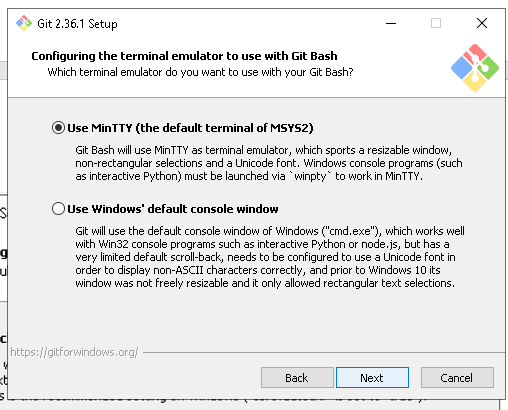 Git 2.36.1 Setup
Configuring the terminal emulator to use with Git Bash
Which terminal emulator do you want to use with your Git Bash?
Use MinTTY (the default terminal of MSYS2)
Git Bash will use MinTTY as terminal emulator, which sports a resizable window,
non-rectangular selections and a Unicode font. Windows console programs (such
as interactive Python) must be launched via `winpty` to work in MinTTY.
Use Windows' default console window
Git will use the default console window of Windows ("cmd.exe"), which works well
with Win32 console programs such as interactive Python or node.js, but has a
very limited default scroll-back, needs to be configured to use a Unicode font in
order to display non-ASCII characters correctly, and prior to Windows 10 its
window was not freely resizable and it only allowed rectangular text selections.
https://gitforwindows.org/
Back
Next
Cancel